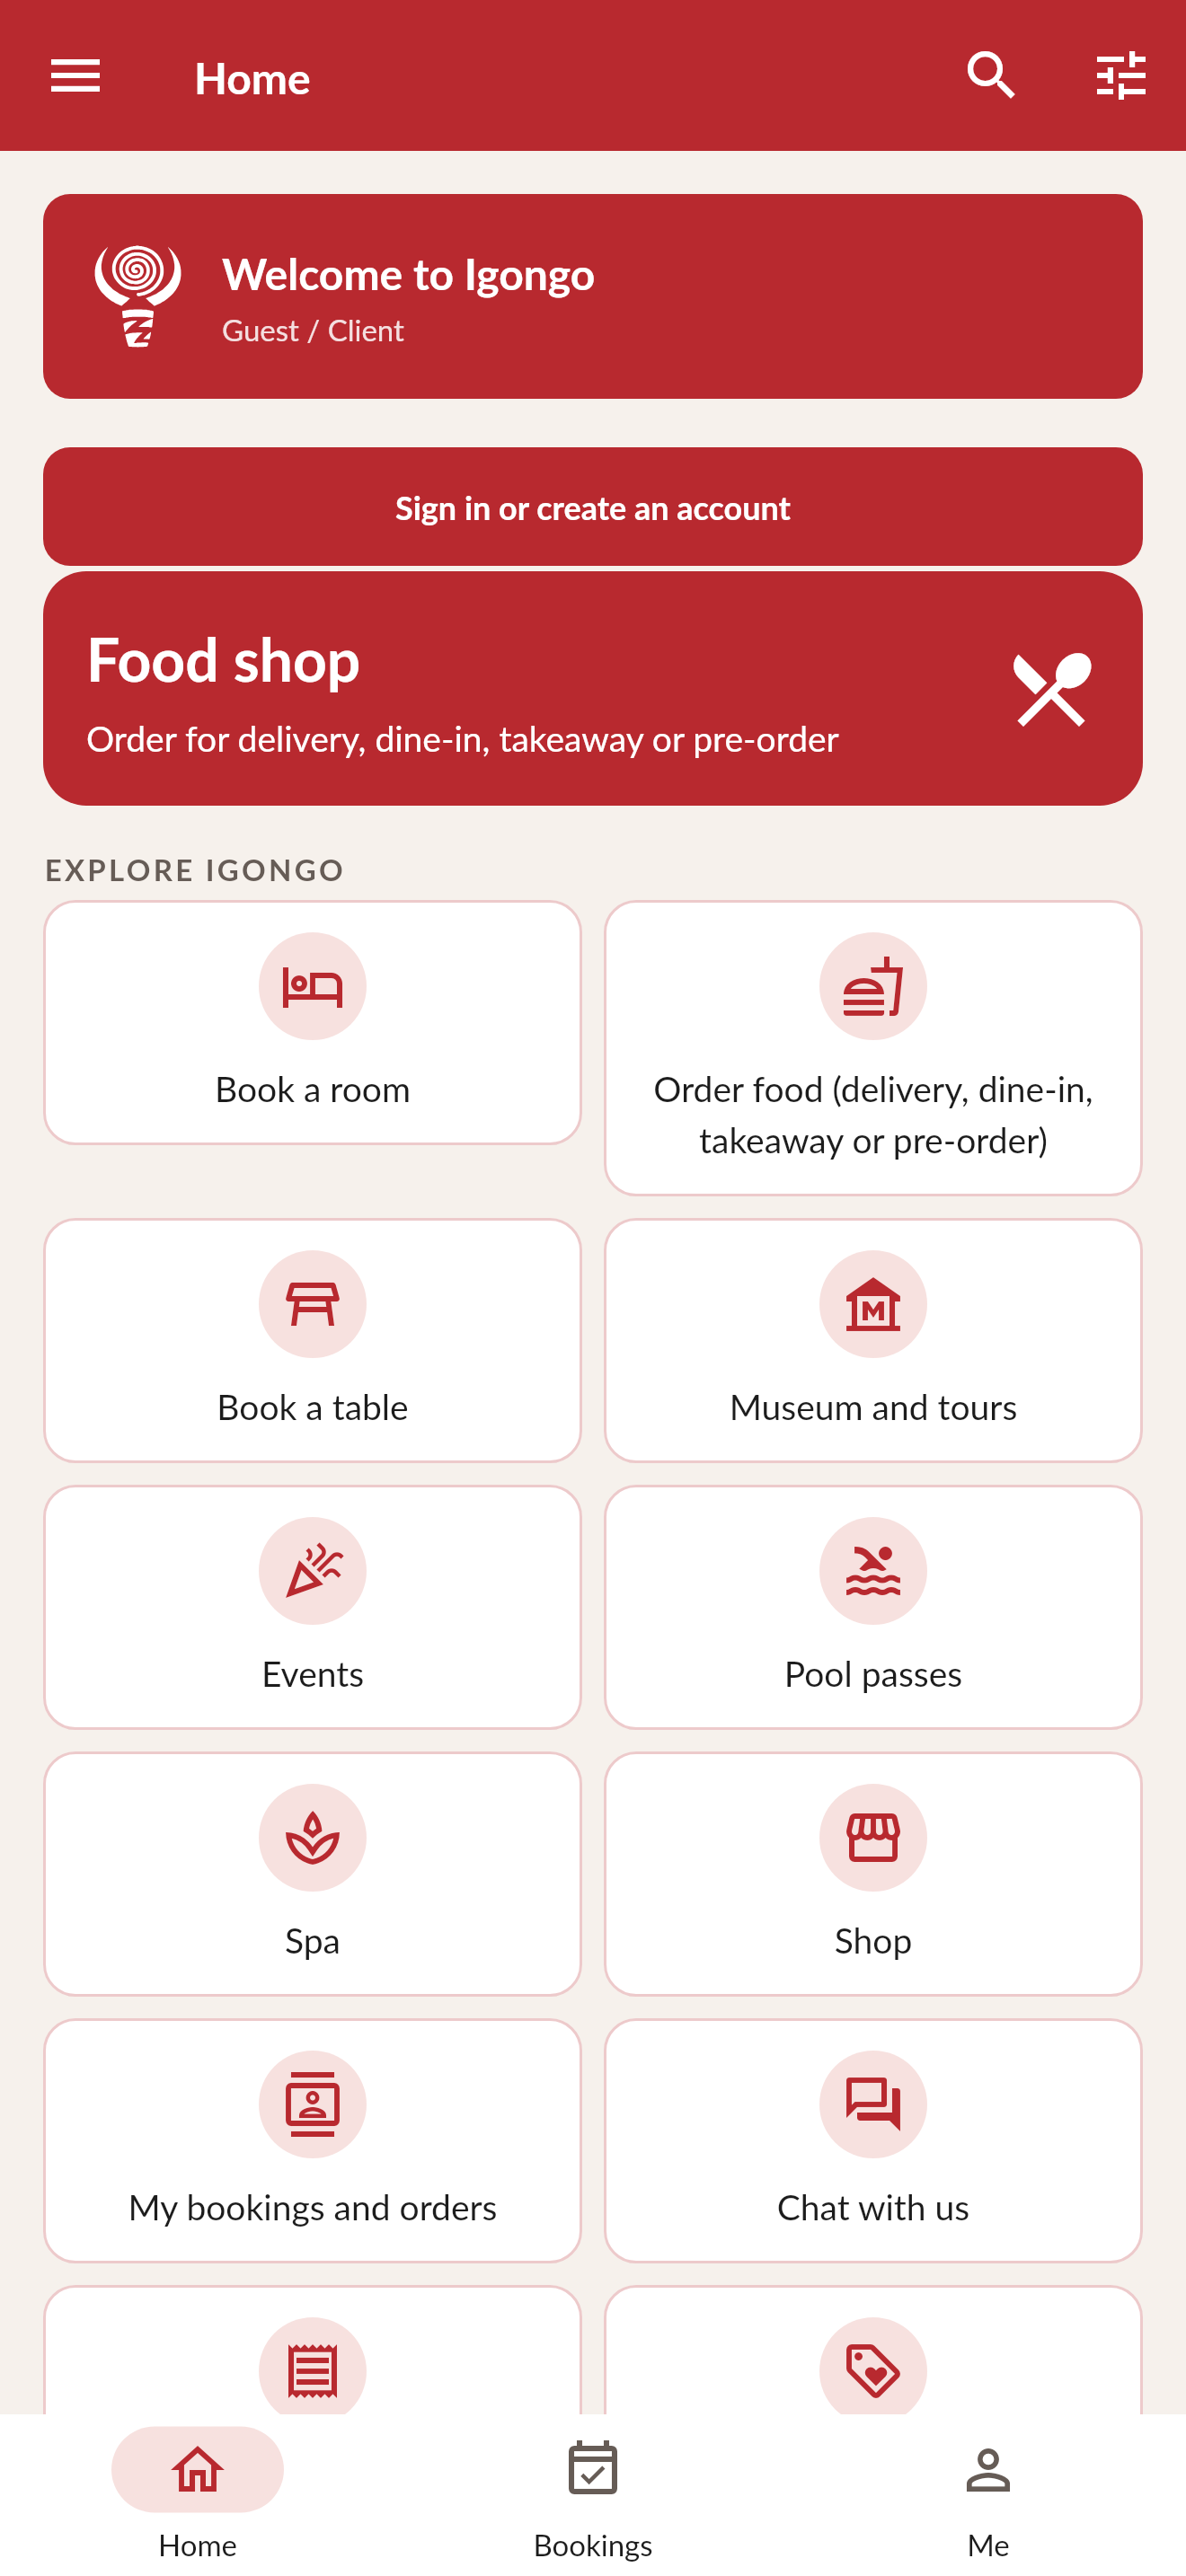 Home
Welcome to Igongo
Guest / Client
Sign in or create an account
Food shop
Order for delivery, dine-in, takeaway or pre-order
EXPLORE IGONGO
Book a room
Order food (delivery, dine-in,
takeaway or pre-order)
Book a table
M
Museum and tours
Events
Pool passes
Spa
Shop
My bookings and orders
Chat with us
Home
Bookings
Me